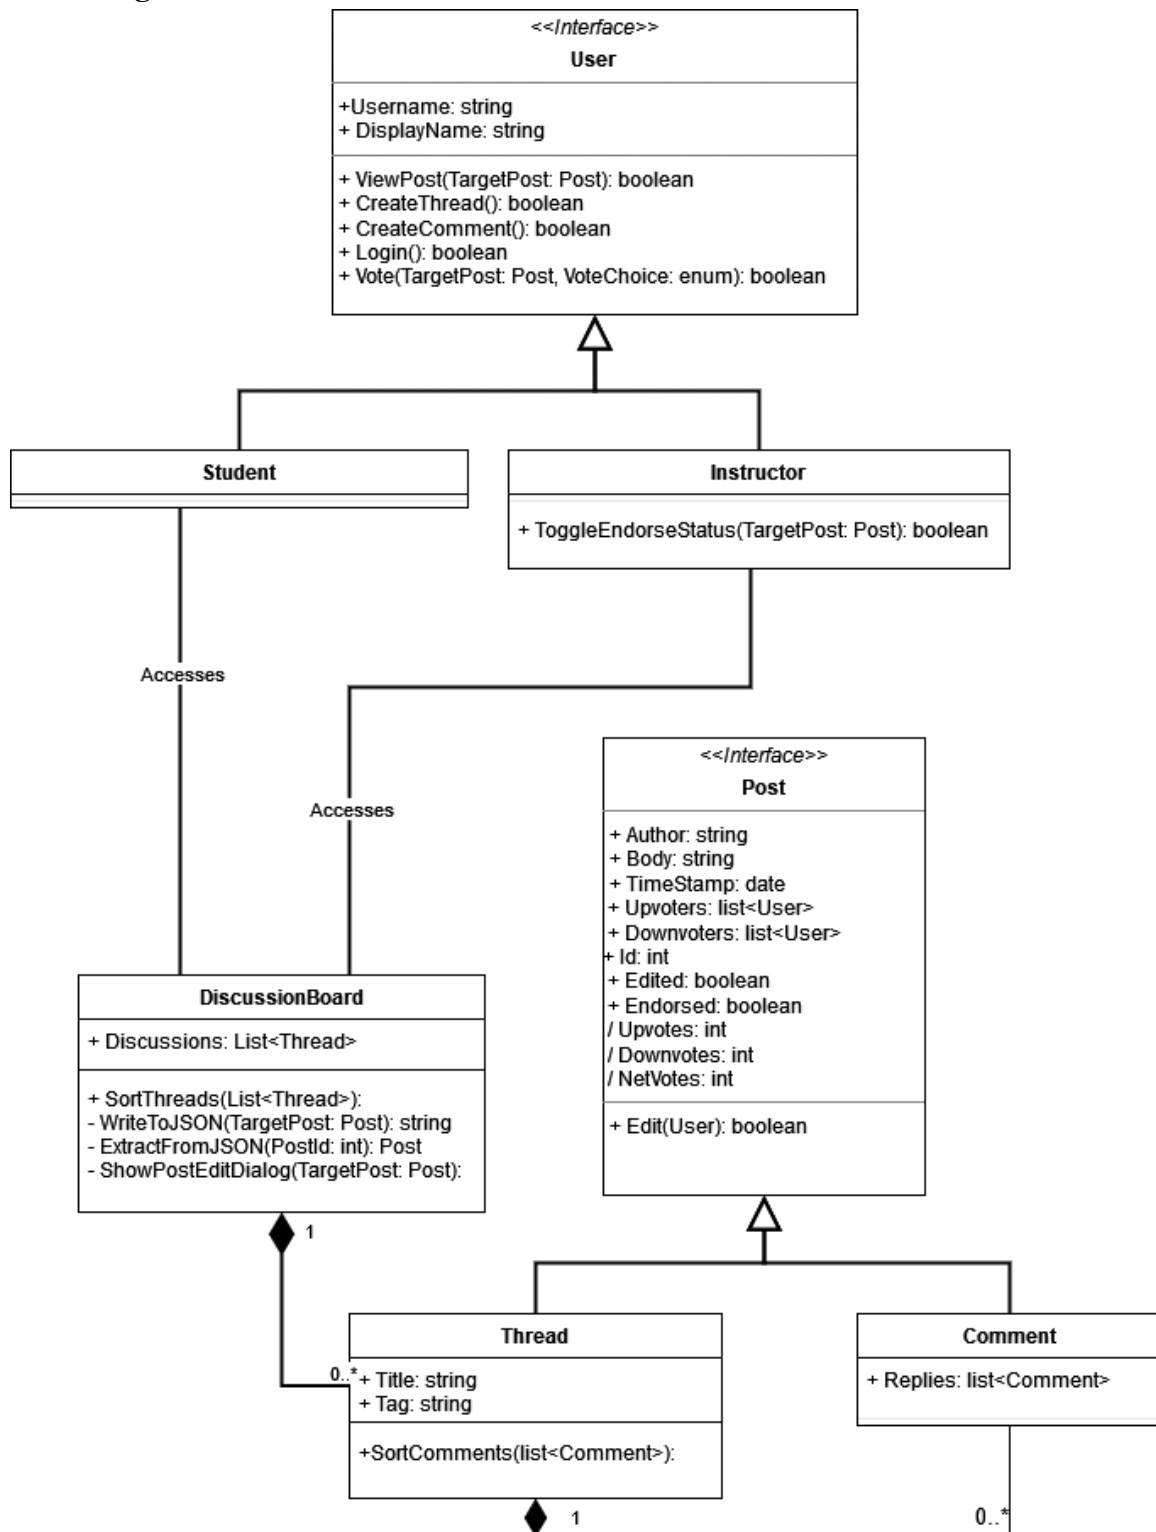 <<Interface>>
User
+Username: string
+ DisplayName: string
+ ViewPost(TargetPost: Post): boolean
+ CreateThread(): boolean
+ CreateComment(): boolean
+ Login(): boolean
+ Vote(TargetPost: Post, VoteChoice: enum): boolean
Student
Instructor
+ ToggleEndorseStatus(TargetPost: Post): boolean
Accesses
Accesses
<<Interface>>
Post
+ Author: string
+ Body: string
+ TimeStamp: date
+ Upvoters: list<User>
+ Downvoters: list<User>
+ Id: int
+ Edited: boolean
+ Endorsed: boolean
/ Upvotes: int
/ Downvotes: int
/ NetVotes: int
+ Edit(User): boolean
DiscussionBoard
+ Discussions: List<Thread>
+ SortThreads(List<Thread>):
- WriteToJSON(TargetPost: Post): string
- ExtractFromJSON(PostId: int): Post
- ShowPostEditDialog(TargetPost: Post):
1
0..*
Thread
+ Title: string
+ Tag: string
+SortComments(list<Comment>):
1
Comment
+ Replies: list<Comment>
0..*